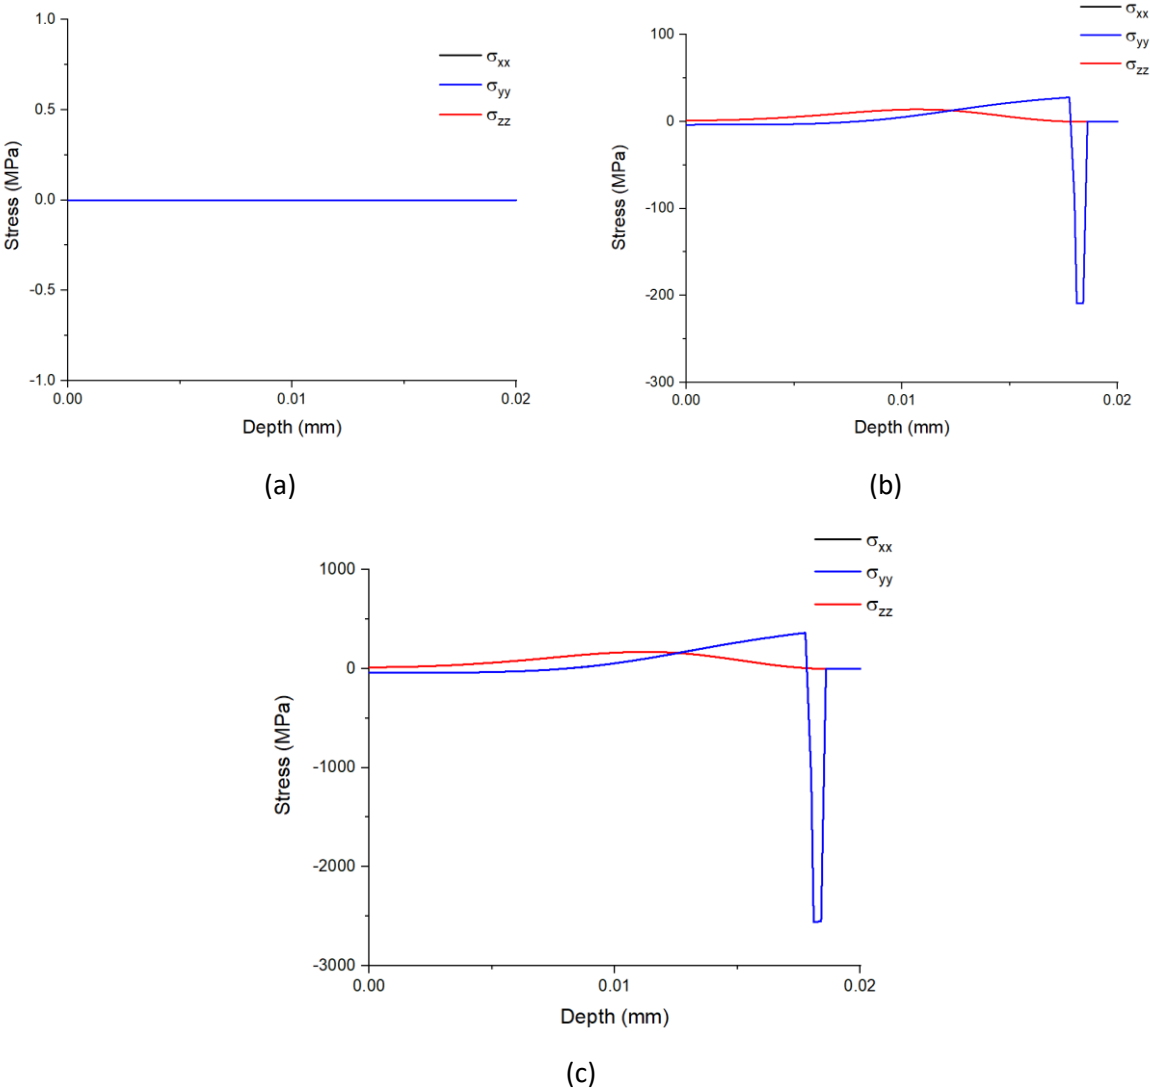 1.0
0.5
0.0
-0.5
-1.0
0.00
0.01
0.02
Stress (MPa)
Depth (mm)
σxx
σyy
σzz
(a)
100
0
-100
-200
-300
0.00
0.01
0.02
Stress (MPa)
Depth (mm)
σxx
σyy
σzz
(b)
1000
0
-1000
-2000
-3000
0.00
0.01
0.02
Stress (MPa)
Depth (mm)
σxx
σyy
σzz
(c)